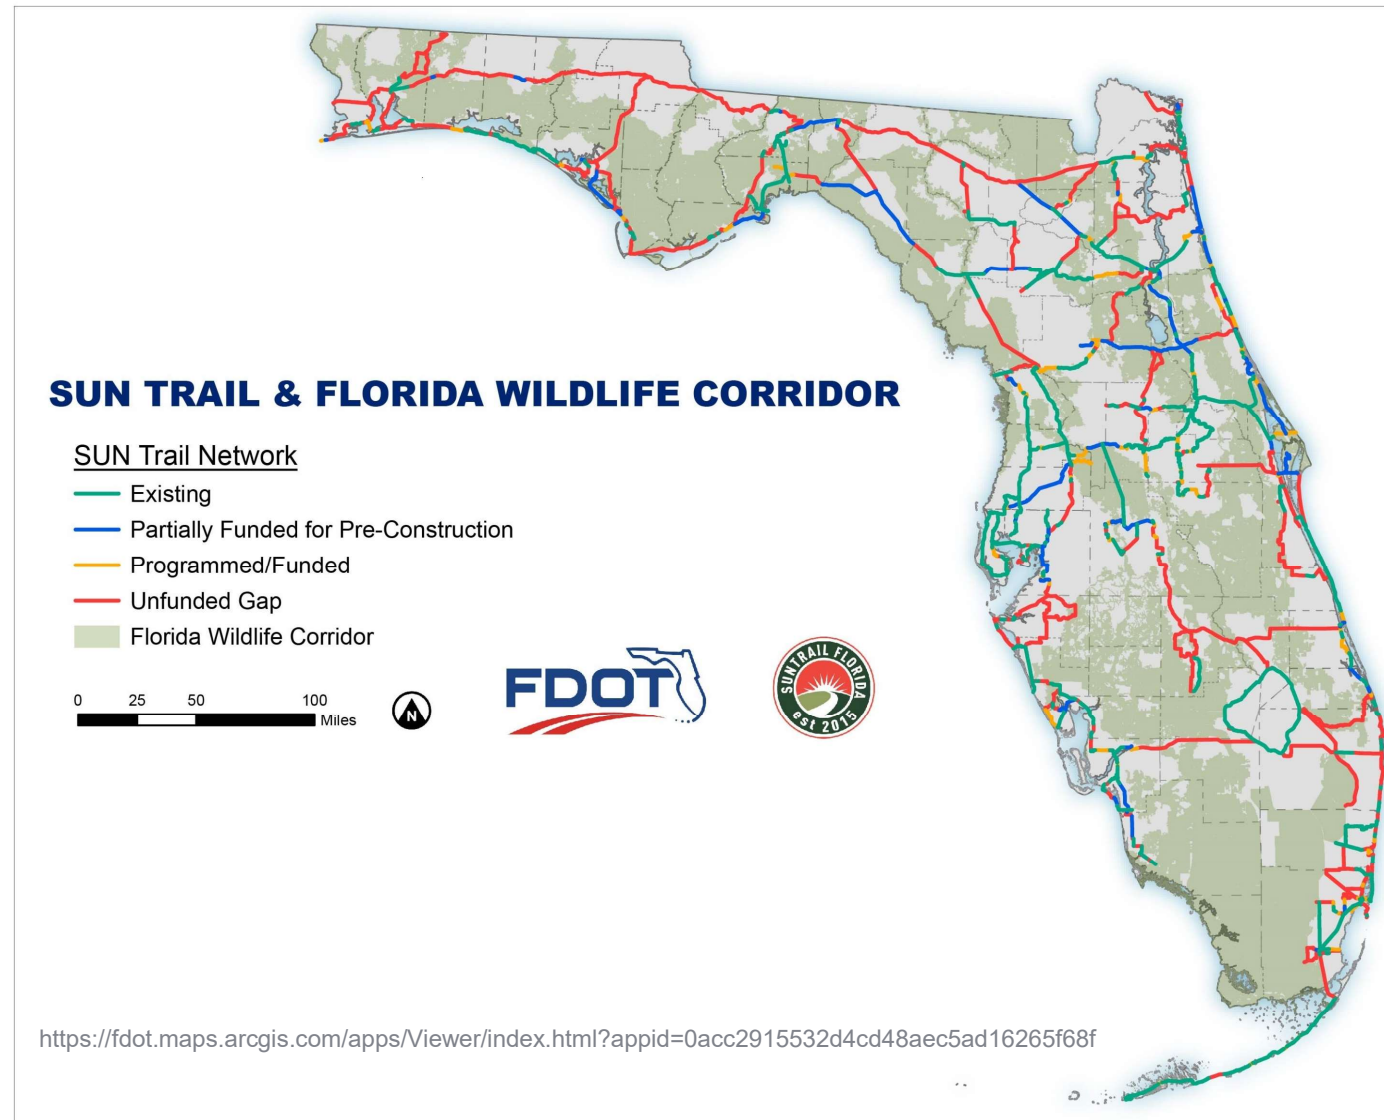 SUN TRAIL & FLORIDA WILDLIFE CORRIDOR
SUN Trail Network
Existing
Partially Funded for Pre-Construction
Programmed/Funded
Unfunded Gap
Florida Wildlife Corridor
0 25 50 100
Miles
N
FDOT
SUNTRAIL FLORIDA
est 2015
https://fdot.maps.arcgis.com/apps/Viewer/index.html?appid=0acc2915532d4cd48aec5ad16265f68f